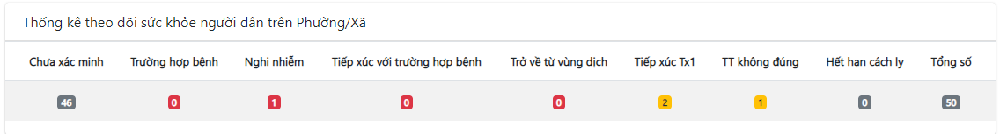 Thống kê theo dõi sức khỏe người dân trên Phường/Xã
Chưa xác minh Trường hợp bệnh Nghi nhiễm Tiếp xúc với trường hợp bệnh Trở về từ vùng dịch Tiếp xúc Tx1 TT không đúng Hết hạn cách ly Tổng số
46 0 1 0 0 2 1 0 50